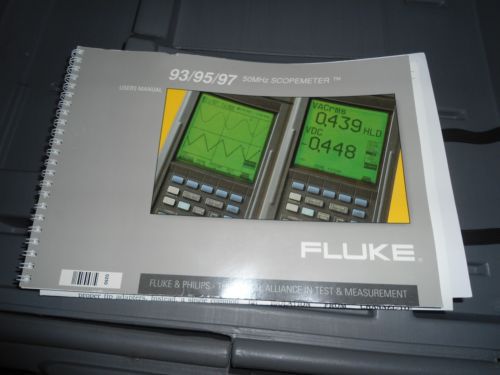 93/95/97 50MHz SCOPEMETER ™
USERS MANUAL
VACrms
0.439 HLD
VDC
-0.448
FLUKE®
FLUKE & PHILIPS - THE GLOBAL ALLIANCE IN TEST & MEASUREMENT